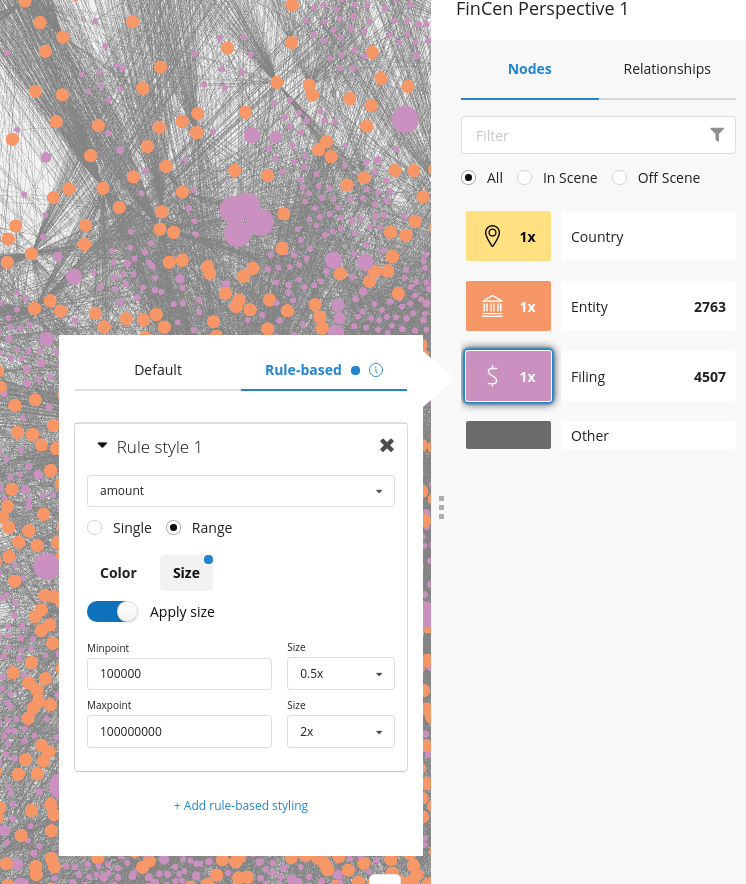 FinCen Perspective 1
Nodes Relationships
Filter
All In Scene Off Scene
1x Country
1x Entity 2763
$ 1x Filing 4507
Other
Default Rule-based i
Rule style 1
amount
Single Range
Color Size
Apply size
Minpoint Size
100000 0.5x
Maxpoint Size
100000000 2x
+ Add rule-based styling